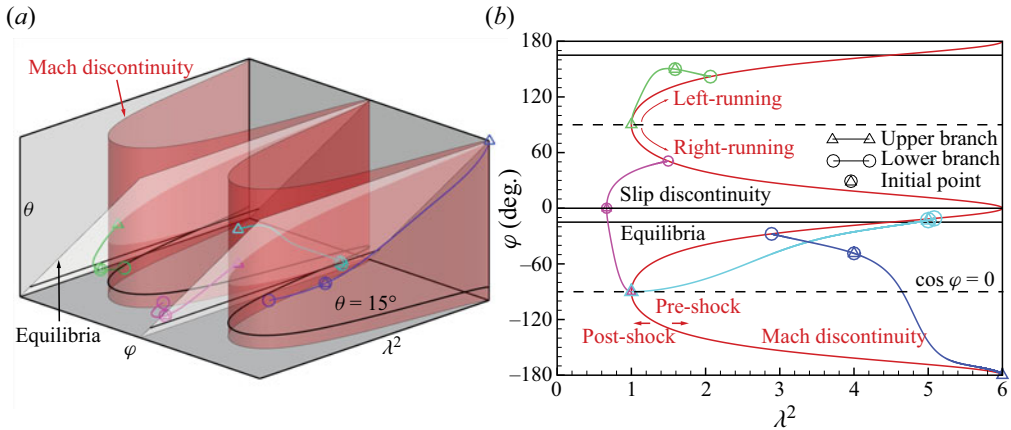 (a)
Mach discontinuity
θ
θ = 15°
Equilibria
φ
λ²
(b)
180
120
60
0
−60
−120
−180
φ (deg.)
Left-running
Right-running
Upper branch
Lower branch
Initial point
Slip discontinuity
Equilibria
cos φ = 0
Pre-shock
Post-shock
Mach discontinuity
0 1 2 3 4 5 6
λ²